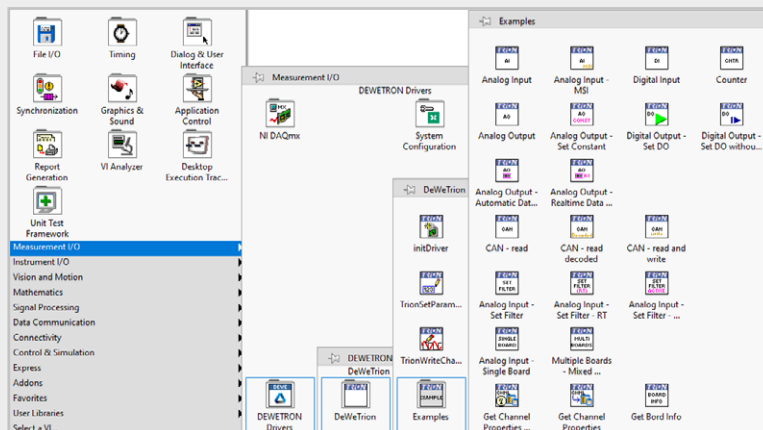 File I/O
Timing
Dialog & User
Interface
Synchronization
Graphics &
Sound
Application
Control
Report
Generation
VI Analyzer
Desktop
Execution Trac...
Unit Test
Framework
Measurement I/O
Instrument I/O
Vision and Motion
Mathematics
Signal Processing
Data Communication
Connectivity
Control & Simulation
Express
Addons
Favorites
User Libraries
Select a VI
Measurement I/O
DEWETRON Drivers
NI DAQmx
System
Configuration
DEWETRON
DeWeTrion
DEWETRON
Drivers
DeWeTrion
Examples
DeWeTrion
initDriver
TrionSetParam...
TrionWriteCha...
Examples
Analog Input
Analog Input -
MSI
Digital Input
Counter
Analog Output
Analog Output -
Set Constant
Digital Output -
Set DO
Digital Output -
Set DO withou...
Analog Output -
Automatic Dat...
Analog Output -
Realtime Data ...
CAN - read
CAN - read
decoded
CAN - read and
write
Analog Input -
Set Filter
Analog Input -
Set Filter - RT
Analog Input -
Set Filter - ...
Analog Input -
Single Board
Multiple Boards
- Mixed ...
Get Channel
Properties ...
Get Channel
Properties
Get Bord Info